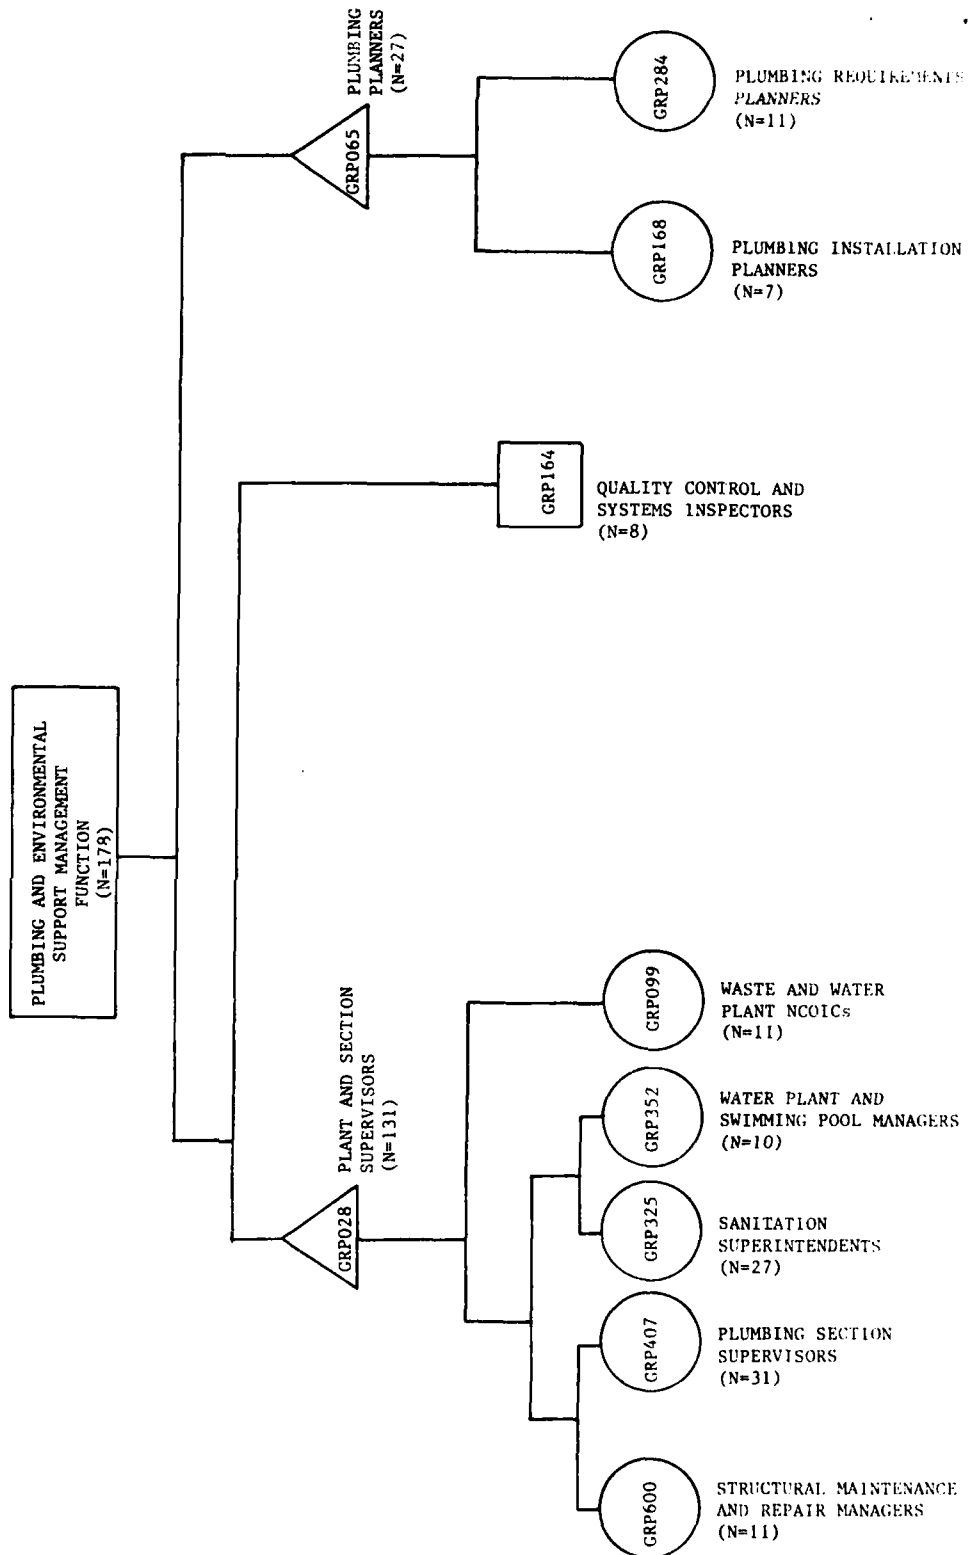 PLUMBING AND ENVIRONMENTAL
SUPPORT MANAGEMENT
FUNCTION
(N=178)
PLANT AND SECTION
SUPERVISORS
(N=131)
GRP028
PLUMBING
PLANNERS
(N=27)
GRP065
GRP164
QUALITY CONTROL AND
SYSTEMS INSPECTORS
(N=8)
GRP600
STRUCTURAL MAINTENANCE
AND REPAIR MANAGERS
(N=11)
GRP407
PLUMBING SECTION
SUPERVISORS
(N=31)
GRP325
SANITATION
SUPERINTENDENTS
(N=27)
GRP352
WATER PLANT AND
SWIMMING POOL MANAGERS
(N=10)
GRP099
WASTE AND WATER
PLANT NCOICs
(N=11)
GRP168
PLUMBING INSTALLATION
PLANNERS
(N=7)
GRP284
PLUMBING REQUIREMENTS
PLANNERS
(N=11)